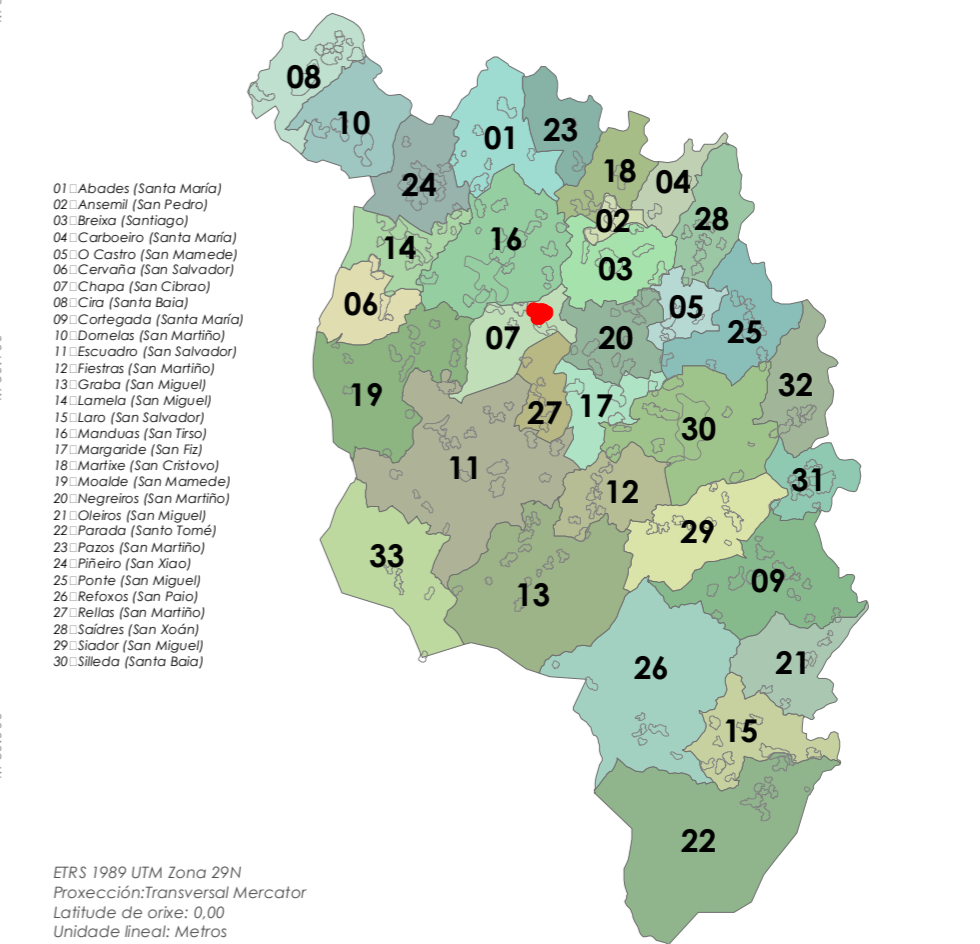 08
10
01
23
24
18
04
02
28
16
14
03
06
05
25
07
20
19
32
27
17
30
11
12
31
29
33
13
09
26
21
15
22
01 Abades (Santa María)
02 Ansemil (San Pedro)
03 Breixa (Santiago)
04 Carboeiro (Santa María)
05 O Castro (San Mamede)
06 Cervaña (San Salvador)
07 Chapa (San Cibrao)
08 Cira (Santa Baia)
09 Cortegada (Santa María)
10 Dornelas (San Martiño)
11 Escuadro (San Salvador)
12 Fiestras (San Martiño)
13 Graba (San Miguel)
14 Lamela (San Miguel)
15 Laro (San Salvador)
16 Manduas (San Tirso)
17 Margaride (San Fiz)
18 Martixe (San Cristovo)
19 Moalde (San Mamede)
20 Negreiros (San Martiño)
21 Oleiros (San Miguel)
22 Parada (Santo Tomé)
23 Pazos (San Martiño)
24 Piñeiro (San Xiao)
25 Ponte (San Miguel)
26 Refoxos (San Paio)
27 Rellas (San Martiño)
28 Saídres (San Xoán)
29 Siador (San Miguel)
30 Silleda (Santa Baia)
ETRS 1989 UTM Zona 29N
Proxección:Transversal Mercator
Latitude de orixe: 0,00
Unidade lineal: Metros